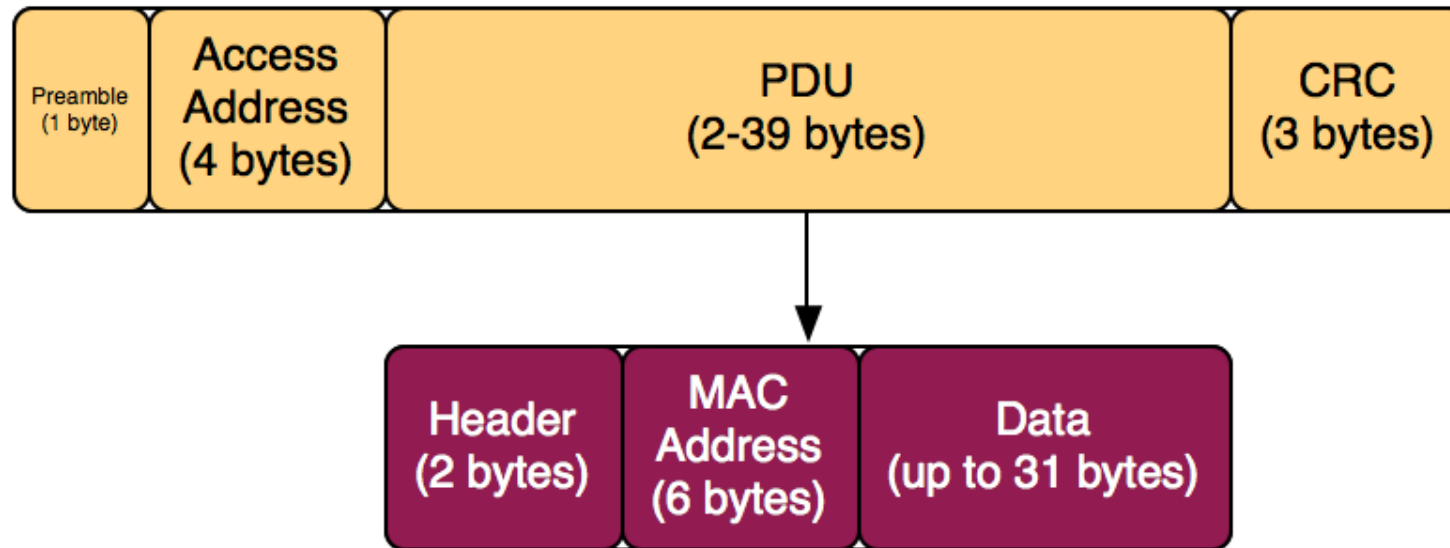 Preamble
(1 byte)
Access
Address
(4 bytes)
PDU
(2-39 bytes)
CRC
(3 bytes)
Header
(2 bytes)
MAC
Address
(6 bytes)
Data
(up to 31 bytes)